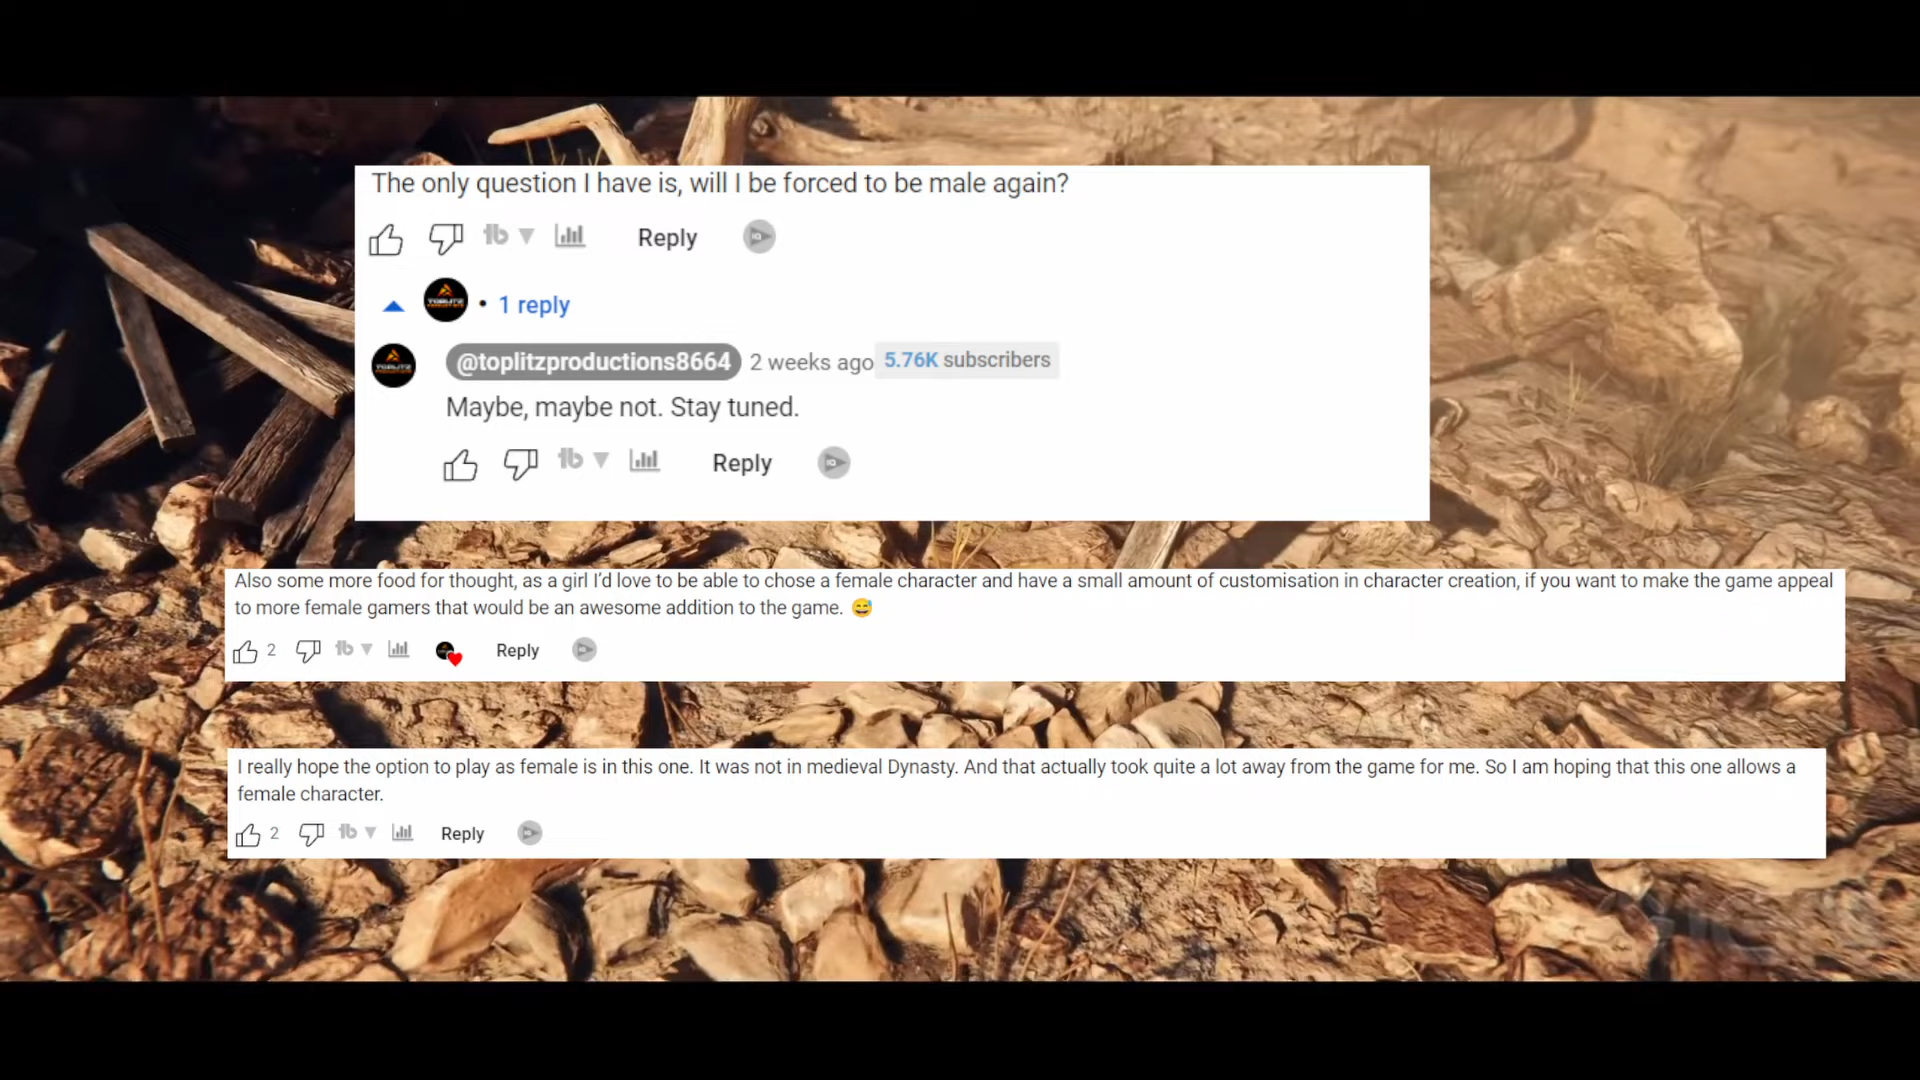 The only question I have is, will I be forced to be male again?
Reply
• 1 reply
@toplitzproductions8664 2 weeks ago 5.76K subscribers
Maybe, maybe not. Stay tuned.
Reply
Also some more food for thought, as a girl I'd love to be able to chose a female character and have a small amount of customisation in character creation, if you want to make the game appeal
to more female gamers that would be an awesome addition to the game. 😅
2 Reply
I really hope the option to play as female is in this one. It was not in medieval Dynasty. And that actually took quite a lot away from the game for me. So I am hoping that this one allows a
female character.
2 Reply